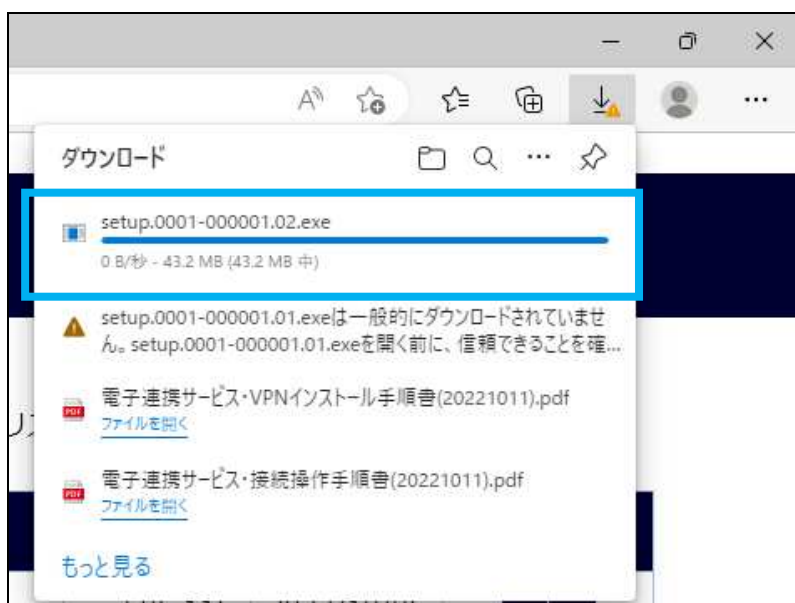 ダウンロード
setup.0001-000001.02.exe
0 B/秒 - 43.2 MB (43.2 MB 中)
setup.0001-000001.01.exeは一般的にダウンロードされていませ
ん。setup.0001-000001.01.exeを開く前に、信頼できることを確...
電子連携サービス・VPNインストール手順書(20221011).pdf
ファイルを開く
電子連携サービス・接続操作手順書(20221011).pdf
ファイルを開く
もっと見る